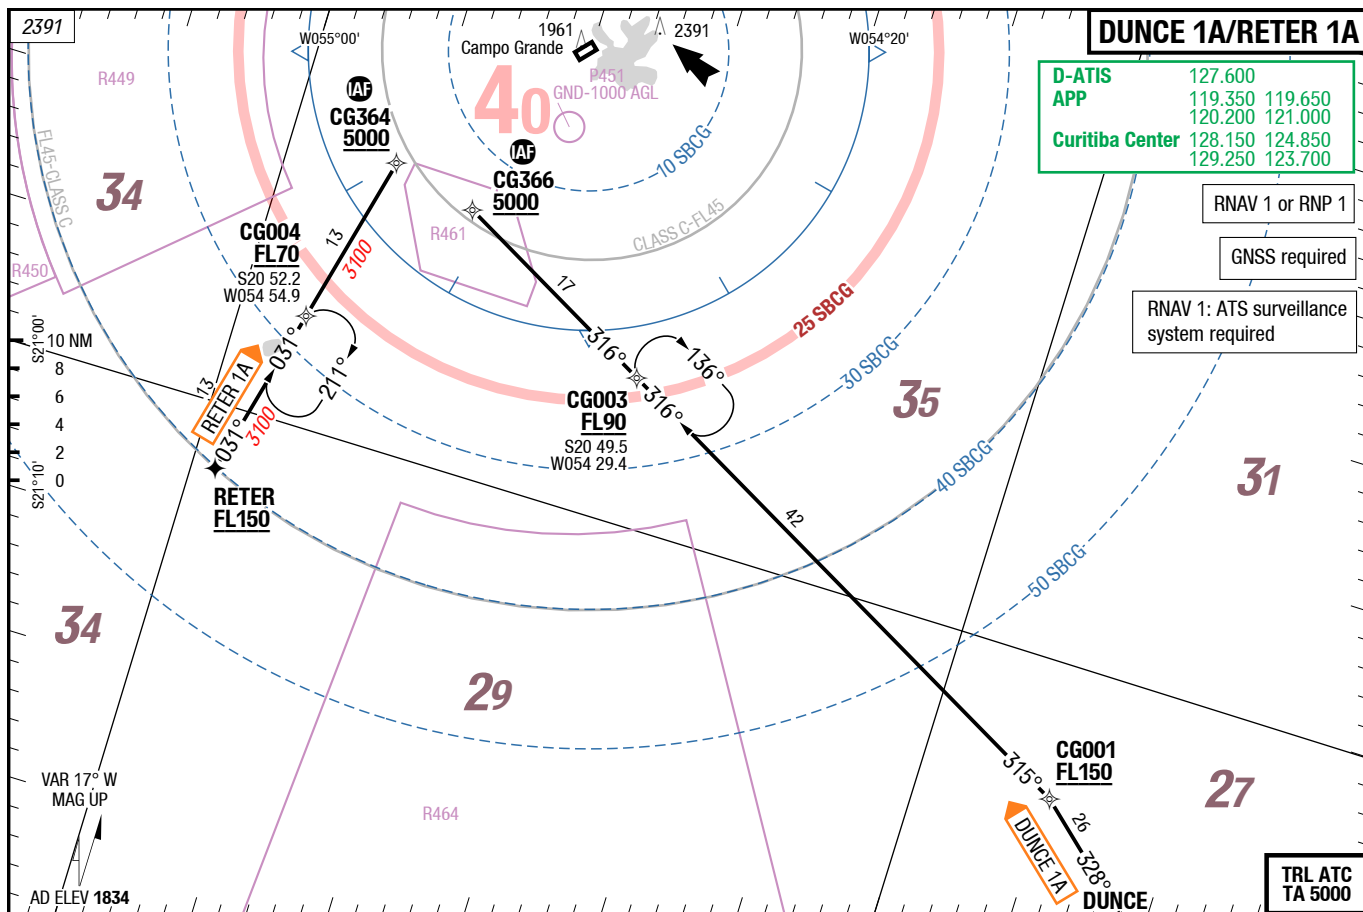 2391
DUNCE 1A/RETER 1A
1961
2391
W055°00'
W054°20'
Campo Grande
R449
P451
GND-1000 AGL
40
D-ATIS 127.600
APP 119.350 119.650
120.200 121.000
Curitiba Center 128.150 124.850
129.250 123.700
IAF
CG364
5000
IAF
CG366
5000
10 SBCG
FL45-CLASS C
34
RNAV 1 or RNP 1
CLASS C-FL45
R461
CG004
FL70
S20 52.2
W054 54.9
13
3100
R450
GNSS required
17
RNAV 1: ATS surveillance
system required
25 SBCG
S21°00'
10 NM
8
6
4
2
0
S21°10'
031°
211°
316°
136°
316°
30 SBCG
35
RETER 1A
13
3100
031°
CG003
FL90
S20 49.5
W054 29.4
40 SBCG
31
RETER
FL150
42
50 SBCG
34
29
CG001
FL150
315°
27
VAR 17° W
MAG UP
R464
26
DUNCE 1A
328°
DUNCE
AD ELEV 1834
TRL ATC
TA 5000